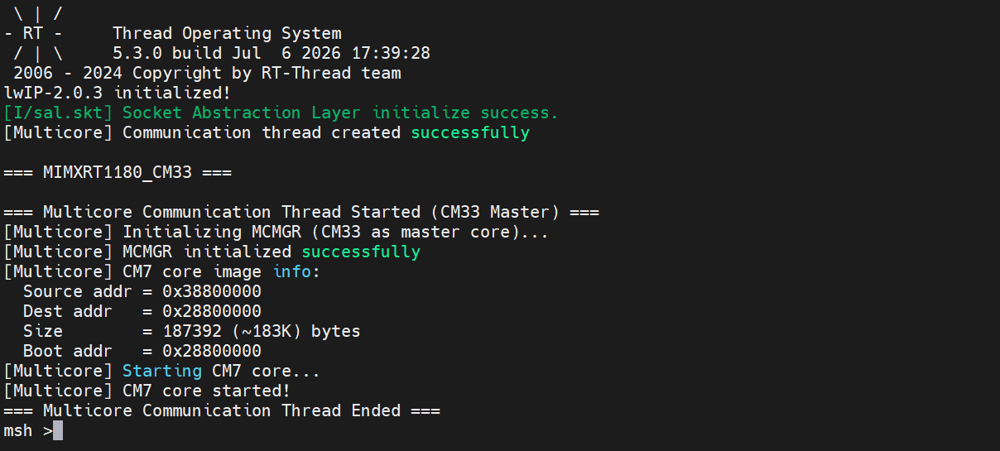 \ | /
- RT -     Thread Operating System
 / | \     5.3.0 build Jul  6 2026 17:39:28
 2006 - 2024 Copyright by RT-Thread team
lwIP-2.0.3 initialized!
[I/sal.skt] Socket Abstraction Layer initialize success.
[Multicore] Communication thread created successfully

=== MIMXRT1180_CM33 ===

=== Multicore Communication Thread Started (CM33 Master) ===
[Multicore] Initializing MCMGR (CM33 as master core)...
[Multicore] MCMGR initialized successfully
[Multicore] CM7 core image info:
  Source addr = 0x38800000
  Dest addr   = 0x28800000
  Size        = 187392 (~183K) bytes
  Boot addr   = 0x28800000
[Multicore] Starting CM7 core...
[Multicore] CM7 core started!
=== Multicore Communication Thread Ended ===
msh >